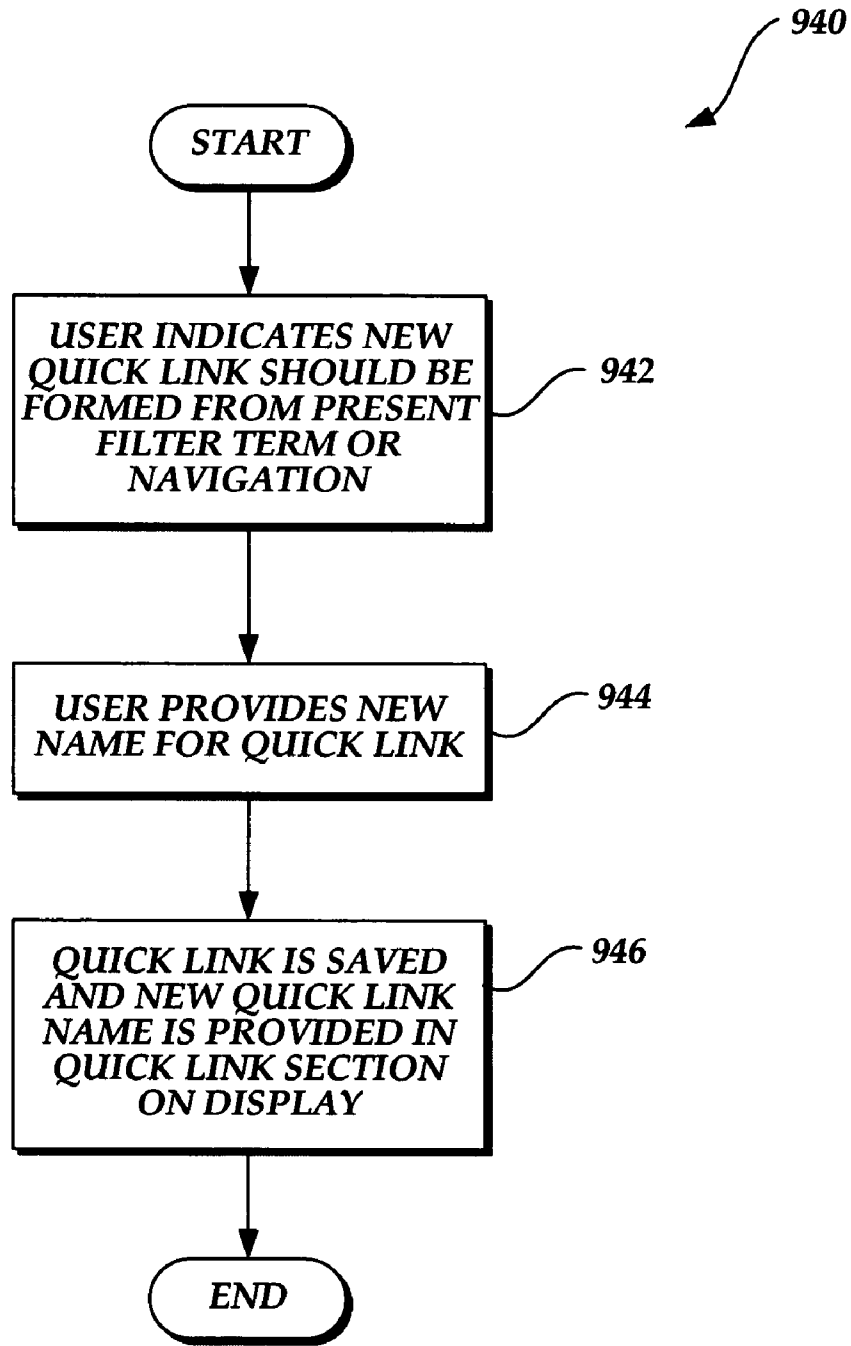 940
START
USER INDICATES NEW
QUICK LINK SHOULD BE
FORMED FROM PRESENT
FILTER TERM OR
NAVIGATION
942
USER PROVIDES NEW
NAME FOR QUICK LINK
944
QUICK LINK IS SAVED
AND NEW QUICK LINK
NAME IS PROVIDED IN
QUICK LINK SECTION
ON DISPLAY
946
END